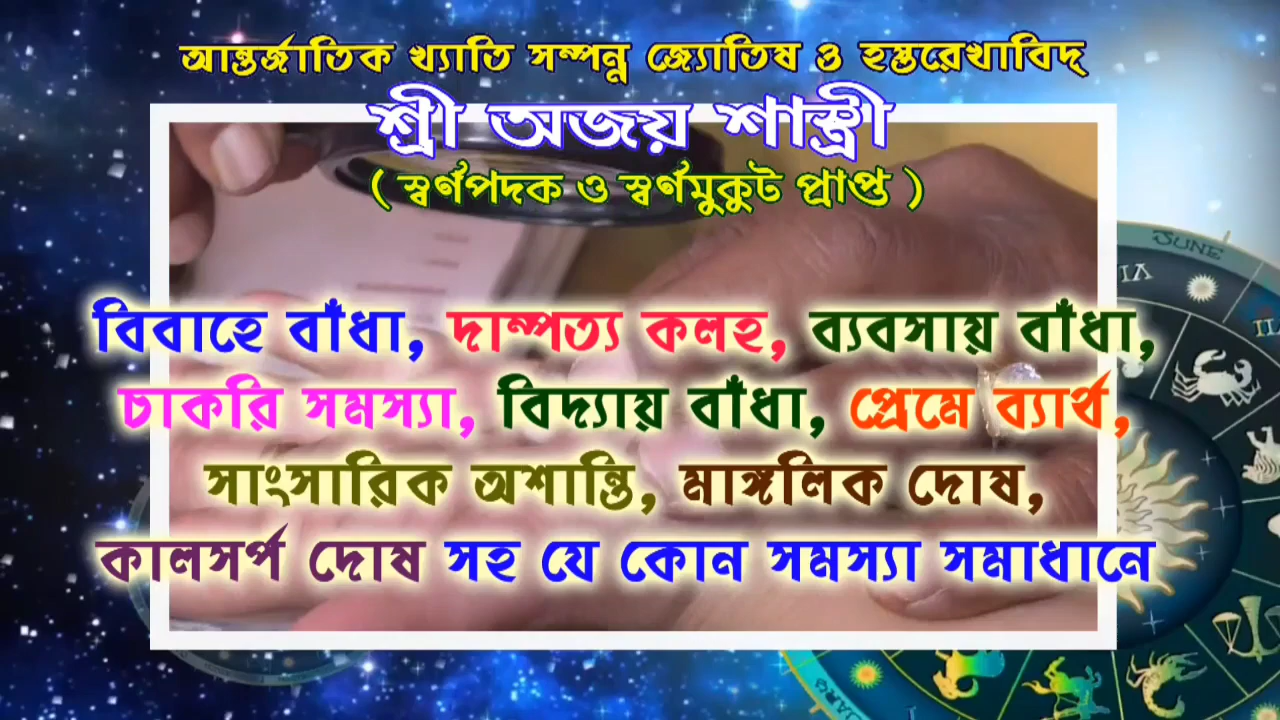 আন্তর্জাতিক খ্যাতি সম্পন্ন জ্যোতিষ ও হস্তরেখাবিদ্
শ্রী অজয় শাস্ত্রী
( স্বর্ণপদক ও স্বর্ণমুকুট প্রাপ্ত )
বিবাহে বাঁধা, দাম্পত্য কলহ, ব্যবসায় বাঁধা,
চাকরি সমস্যা, বিদ্যায় বাঁধা, প্রেমে ব্যার্থ,
সাংসারিক অশান্তি, মাঙ্গলিক দোষ,
কালসর্প দোষ সহ যে কোন সমস্যা সমাধানে
JUNE